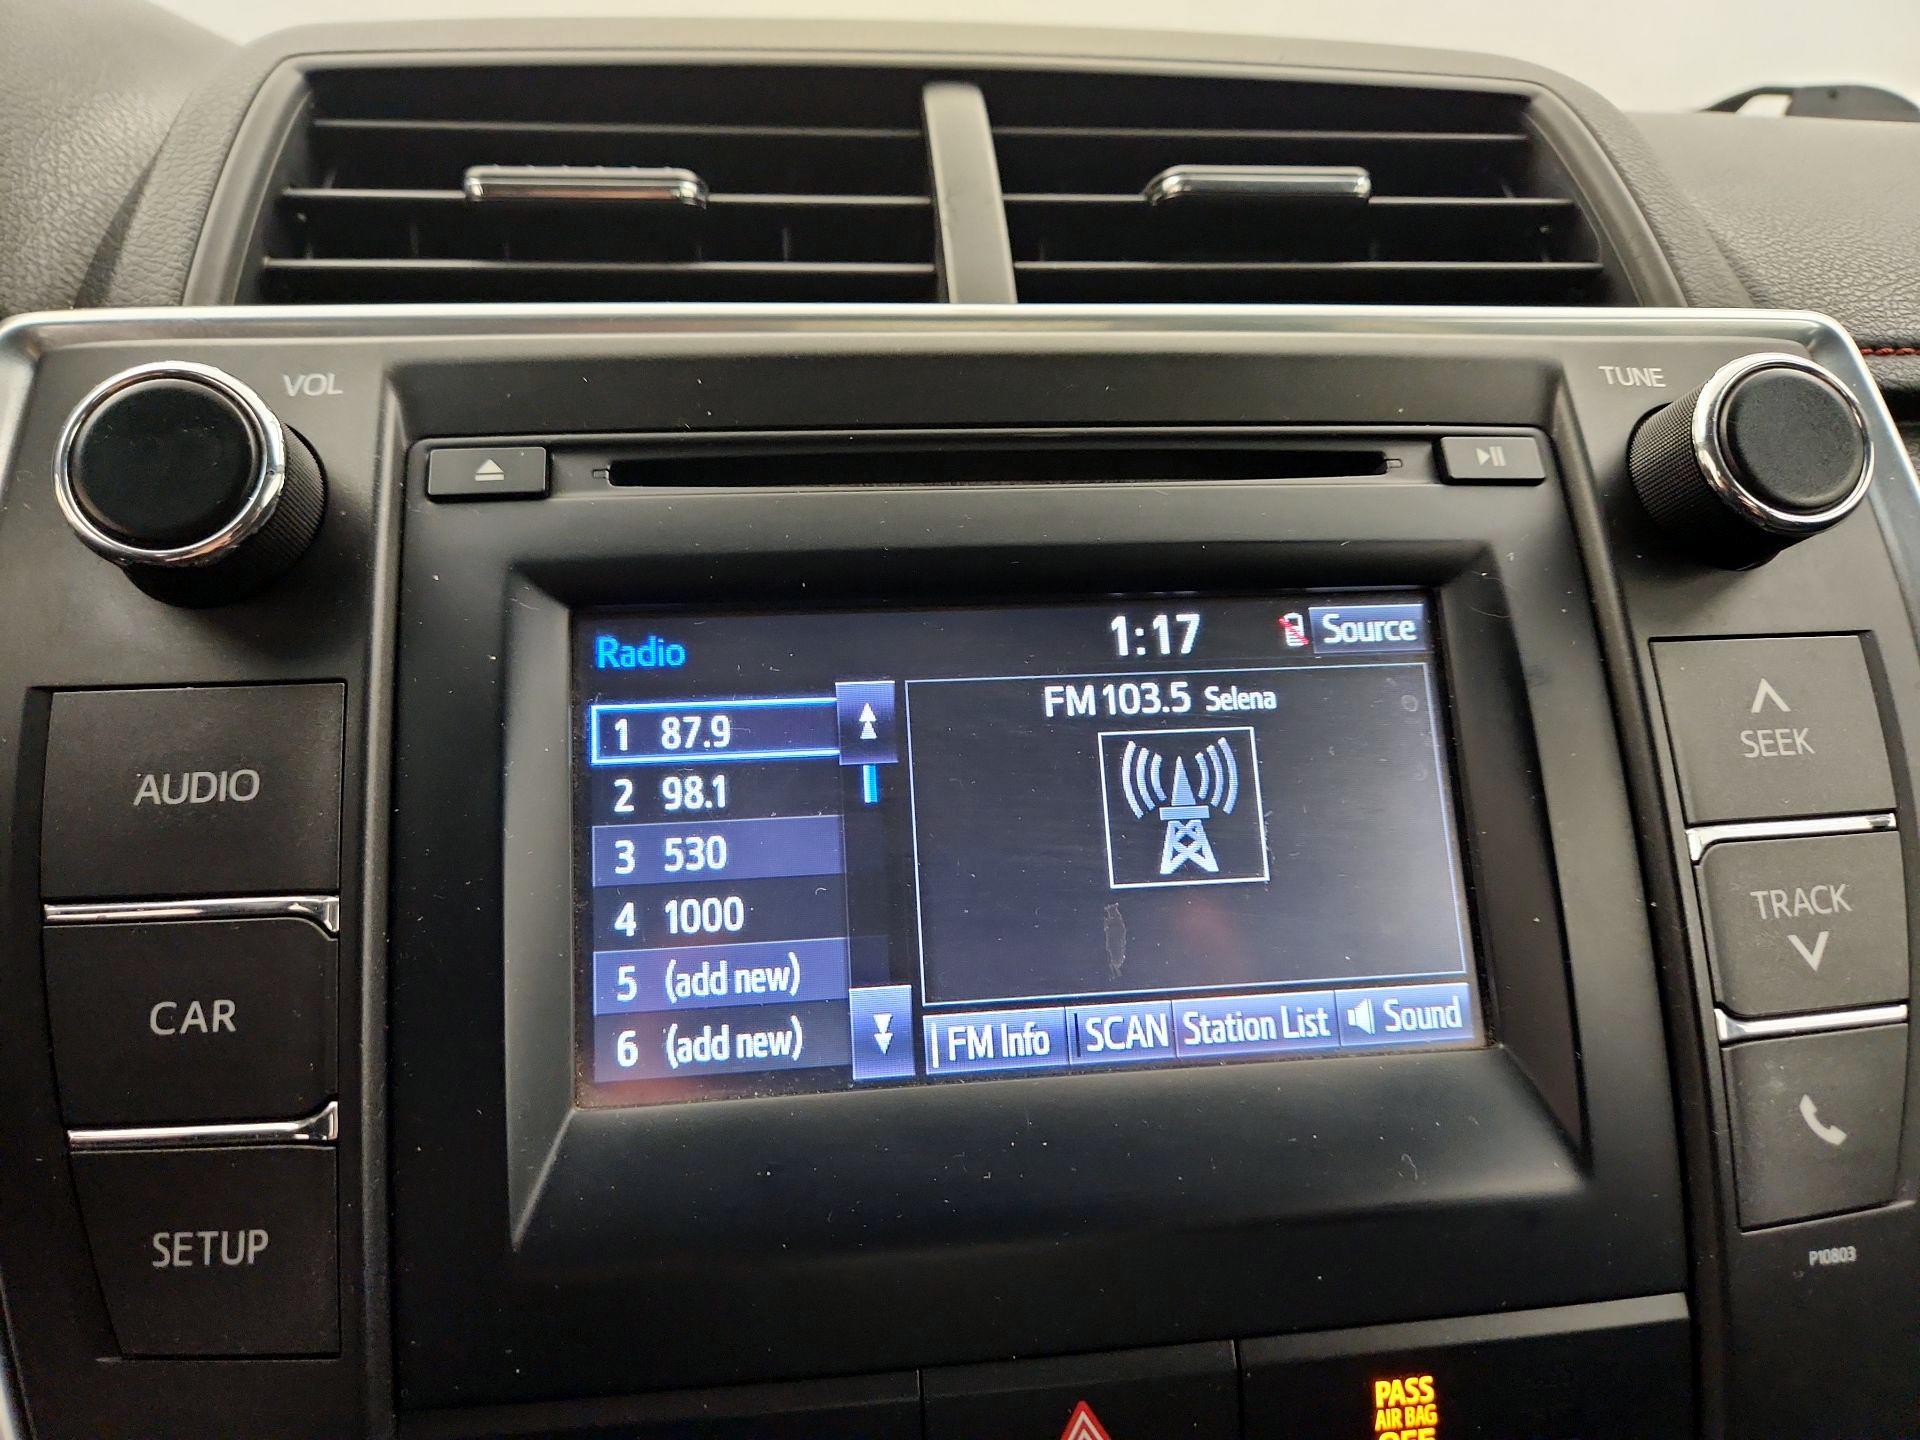 VOL
TUNE
Radio
1:17
Source
1 87.9
2 98.1
3 530
4 1000
5 (add new)
6 (add new)
FM 103.5 Selena
FM Info
SCAN
Station List
Sound
AUDIO
CAR
SETUP
SEEK
TRACK
P10803
PASS
AIR BAG
OFF